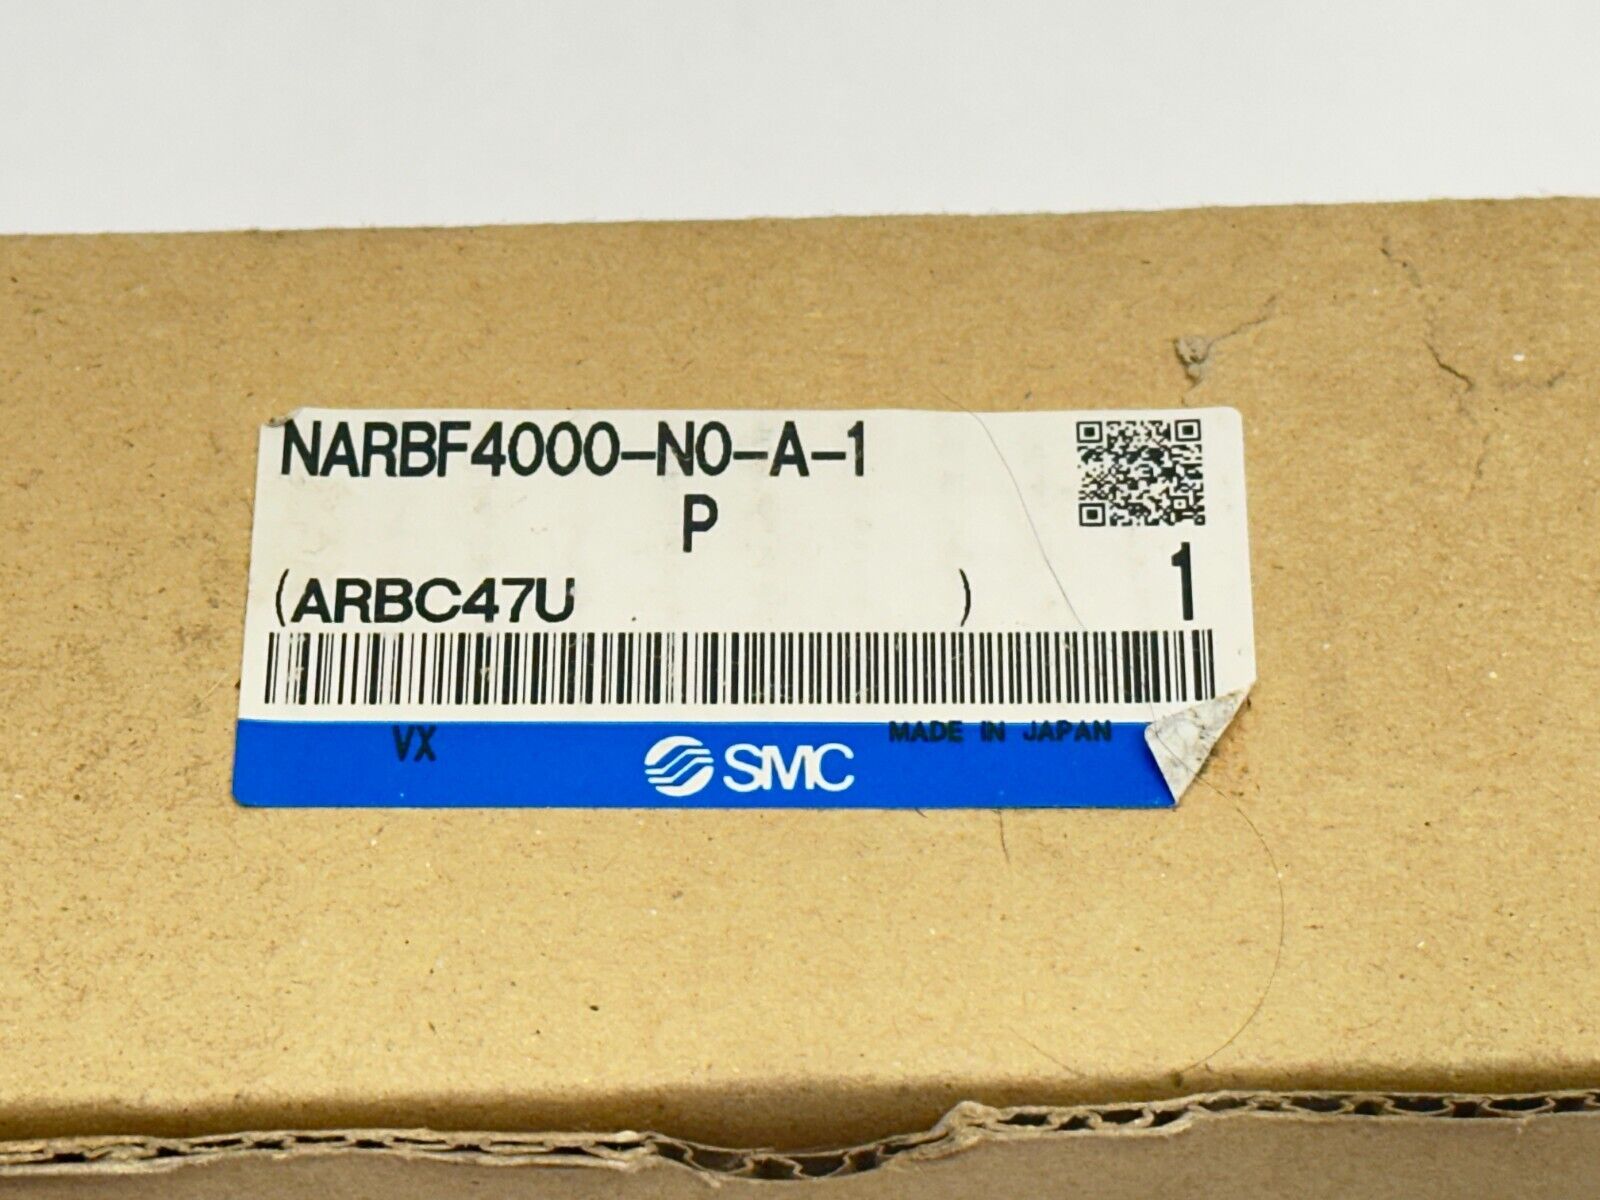 NARBF4000-N0-A-1
P
(ARBC47U )
1
VX
SMC
MADE IN JAPAN